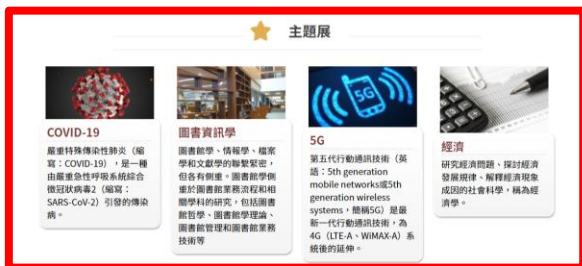 主題展
COVID-19
嚴重特殊傳染性肺炎（縮
寫：COVID-19），是一種
由嚴重急性呼吸系統綜合
徵冠狀病毒2（縮寫：
SARS-CoV-2）引發的傳染
病。
圖書資訊學
圖書館學、情報學、檔案
學和文獻學的聯繫緊密，
但各有側重。圖書館學側
重於圖書館業務流程和相
關學科的研究，包括圖書
館哲學、圖書館學理論、
圖書館管理和圖書館業務
技術等
5G
5G
第五代行動通訊技術（英
語：5th generation
mobile networks或5th
generation wireless
systems，簡稱5G）是最
新一代行動通訊技術，為
4G（LTE-A、WiMAX-A）系
統後的延伸。
經濟
研究經濟問題、探討經濟
發展規律、解釋經濟現象
成因的社會科學，稱為經
濟學。